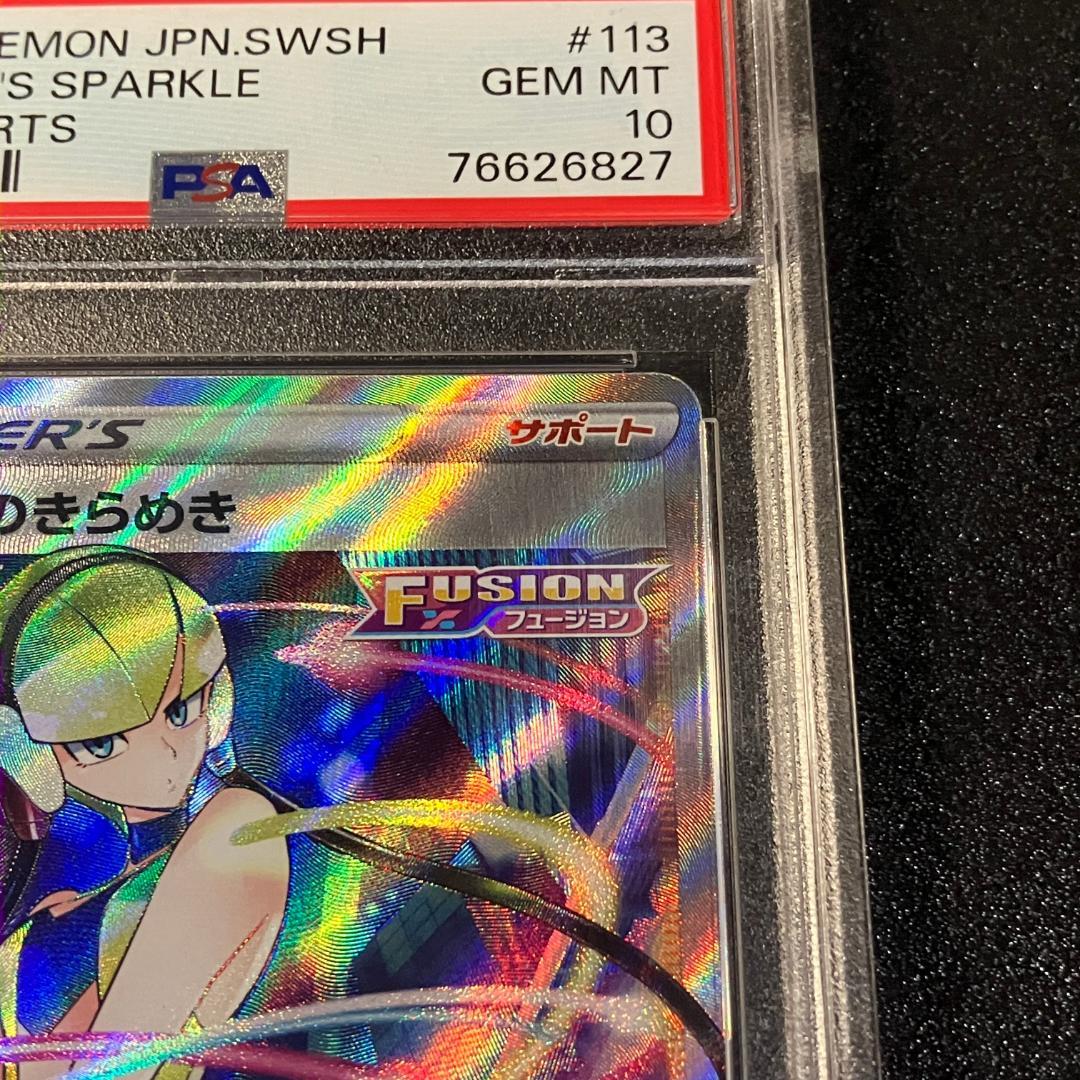 EMON JPN.SWSH #113
'S SPARKLE GEM MT
RTS 10
PSA 76626827
ER'S サポート
のきらめき
FUSION
フュージョン